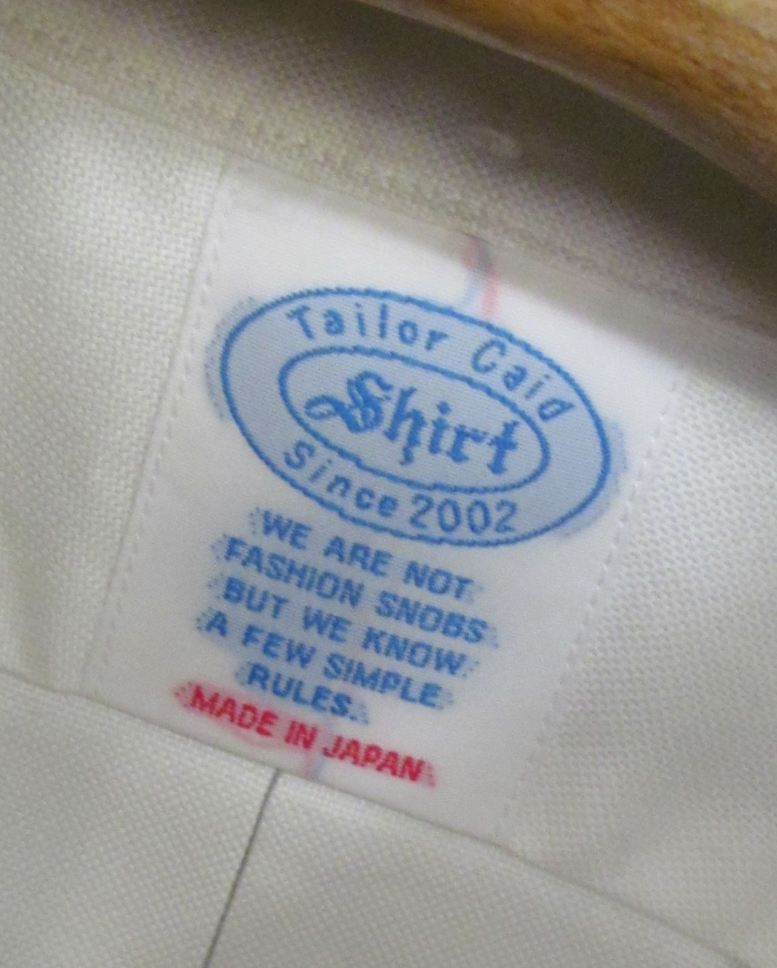 Tailor Caid
Shirt
Since 2002
WE ARE NOT
FASHION SNOBS
BUT WE KNOW
A FEW SIMPLE
RULES.
MADE IN JAPAN